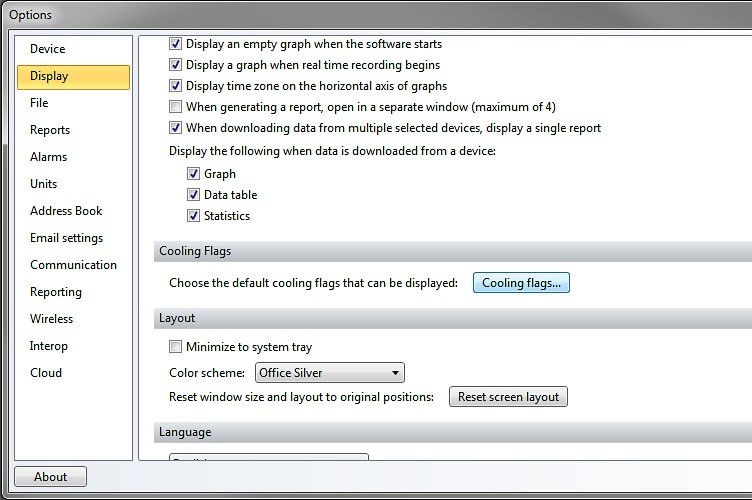 Options
Device
Display
File
Reports
Alarms
Units
Address Book
Email settings
Communication
Reporting
Wireless
Interop
Cloud
About
Display an empty graph when the software starts
Display a graph when real time recording begins
Display time zone on the horizontal axis of graphs
When generating a report, open in a separate window (maximum of 4)
When downloading data from multiple selected devices, display a single report
Display the following when data is downloaded from a device:
Graph
Data table
Statistics
Cooling Flags
Choose the default cooling flags that can be displayed: Cooling flags...
Layout
Minimize to system tray
Color scheme: Office Silver
Reset window size and layout to original positions: Reset screen layout
Language